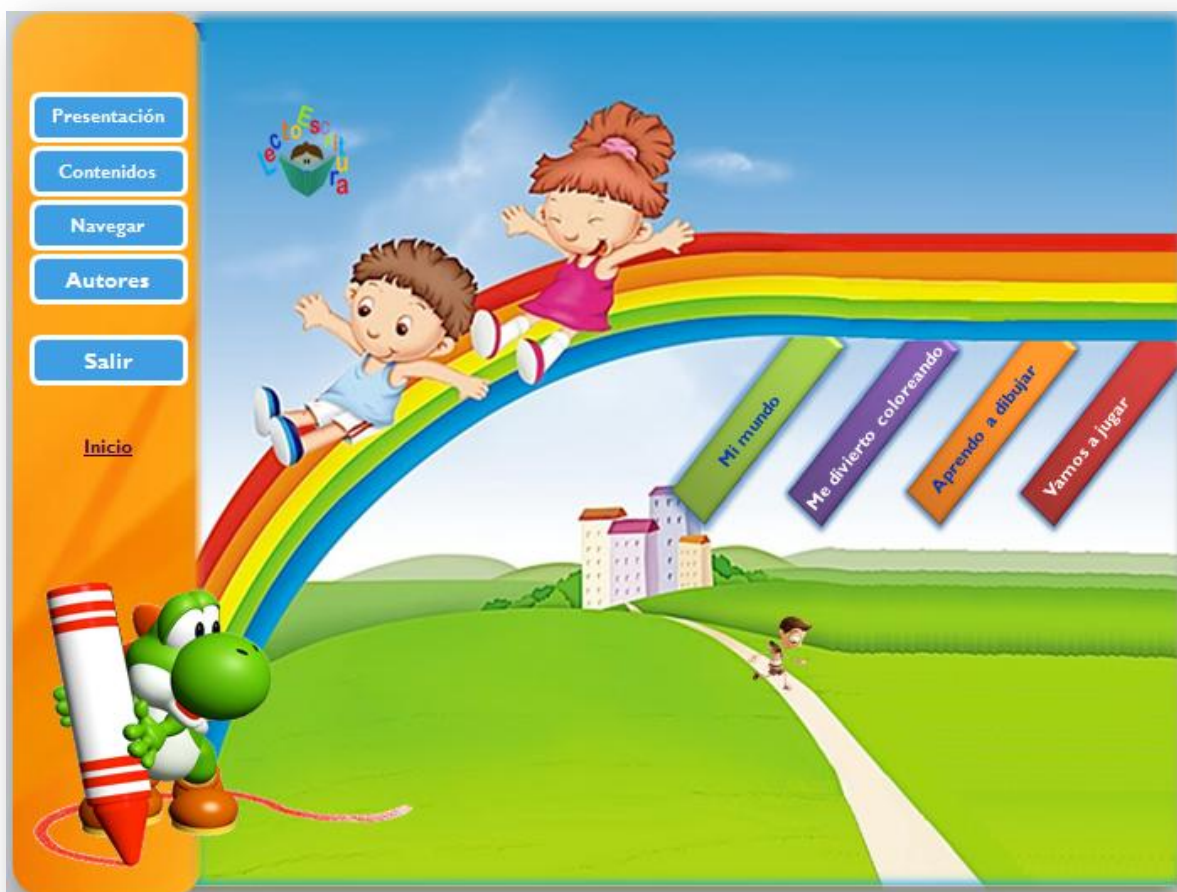 Presentación
Contenidos
Navegar
Autores
Salir
Inicio
LectoEscritura
Mi mundo
Me divierto coloreando
Aprendo a dibujar
Vamos a jugar